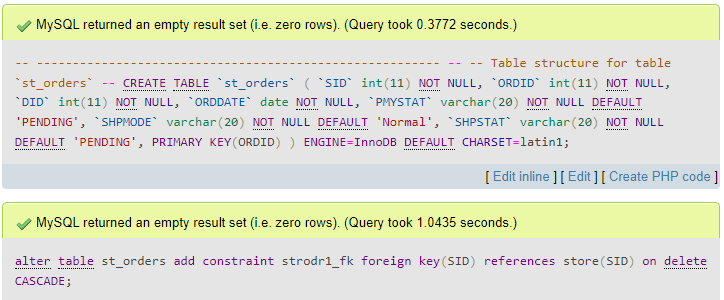 MySQL returned an empty result set (i.e. zero rows). (Query took 0.3772 seconds.)
-- -------------------------------------------------------- -- -- Table structure for table
`st_orders` -- CREATE TABLE `st_orders` ( `SID` int(11) NOT NULL, `ORDID` int(11) NOT NULL,
`DID` int(11) NOT NULL, `ORDDATE` date NOT NULL, `PMYSTAT` varchar(20) NOT NULL DEFAULT
'PENDING', `SHPMODE` varchar(20) NOT NULL DEFAULT 'Normal', `SHPSTAT` varchar(20) NOT NULL
DEFAULT 'PENDING', PRIMARY KEY(ORDID) ) ENGINE=InnoDB DEFAULT CHARSET=latin1;
[ Edit inline ] [ Edit ] [ Create PHP code ]
MySQL returned an empty result set (i.e. zero rows). (Query took 1.0435 seconds.)
alter table st_orders add constraint strodr1_fk foreign key(SID) references store(SID) on delete
CASCADE;